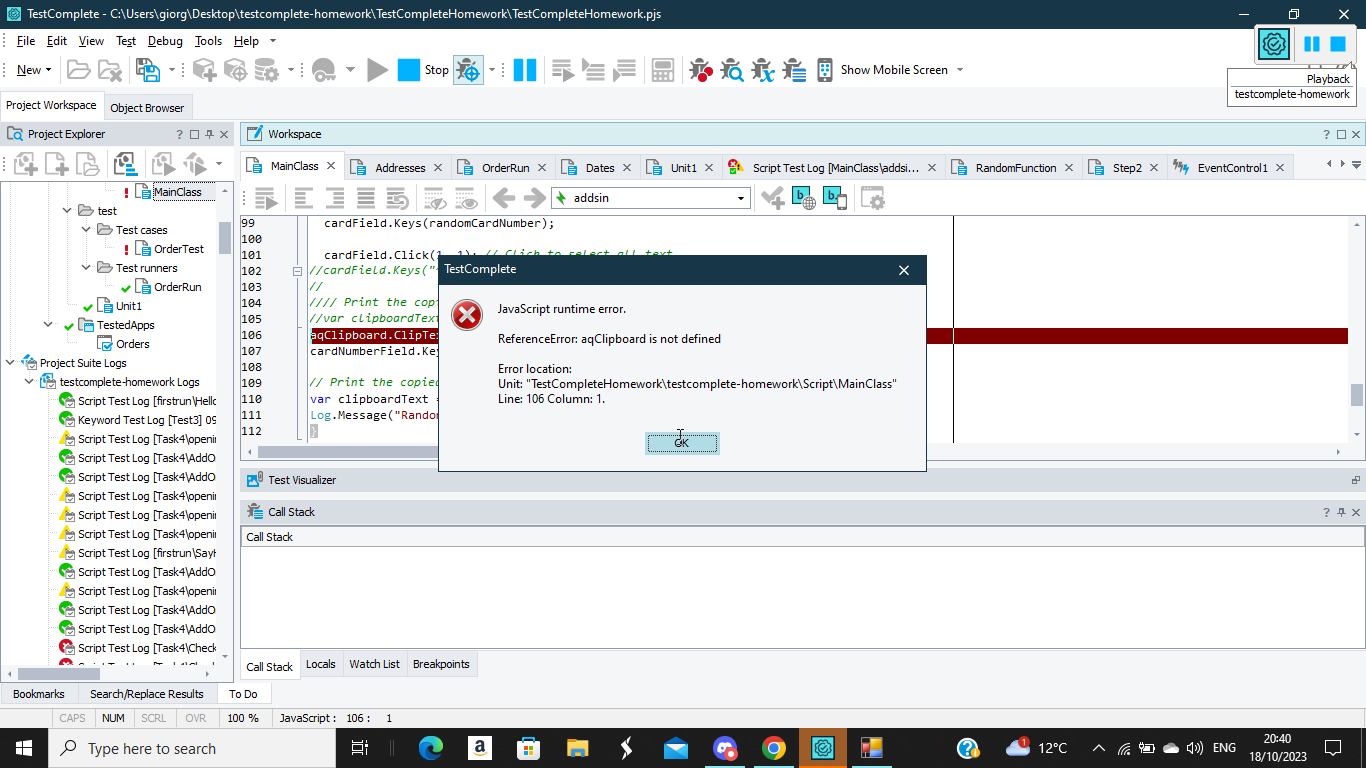 TestComplete - C:\Users\giorg\Desktop\testcomplete-homework\TestCompleteHomework\TestCompleteHomework.pjs
File Edit View Test Debug Tools Help
New Stop Show Mobile Screen
Playback
testcomplete-homework
Project Workspace Object Browser
Project Explorer
Workspace
MainClass Addresses OrderRun Dates Unit1 Script Test Log [MainClass\addsi... RandomFunction Step2 EventControl1
addsin
MainClass
test
Test cases
OrderTest
Test runners
OrderRun
Unit1
TestedApps
Orders
Project Suite Logs
testcomplete-homework Logs
Script Test Log [firstrun\Hello
Keyword Test Log [Test3] 09
Script Test Log [Task4\openin
Script Test Log [Task4\AddO
Script Test Log [Task4\AddO
Script Test Log [Task4\openi
Script Test Log [Task4\openi
Script Test Log [Task4\openi
Script Test Log [firstrun\SayH
Script Test Log [Task4\AddO
Script Test Log [Task4\openi
Script Test Log [Task4\AddO
Script Test Log [Task4\AddO
Script Test Log [Task4\Check
99 cardField.Keys(randomCardNumber);
100
101 cardField.Click(1, 1); // Click to select all text
102 //cardField.Keys("
103 //
104 //// Print the copi
105 //var clipboardText
106 aqClipboard.ClipTe
107 cardNumberField.Key
108
109 // Print the copied
110 var clipboardText =
111 Log.Message("Rando
112 }
TestComplete
JavaScript runtime error.
ReferenceError: aqClipboard is not defined
Error location:
Unit: "TestCompleteHomework\testcomplete-homework\Script\MainClass"
Line: 106 Column: 1.
OK
Test Visualizer
Call Stack
Call Stack
Call Stack Locals Watch List Breakpoints
Bookmarks Search/Replace Results To Do
CAPS NUM SCRL OVR 100 % JavaScript : 106 : 1
Type here to search
12°C
ENG
20:40
18/10/2023